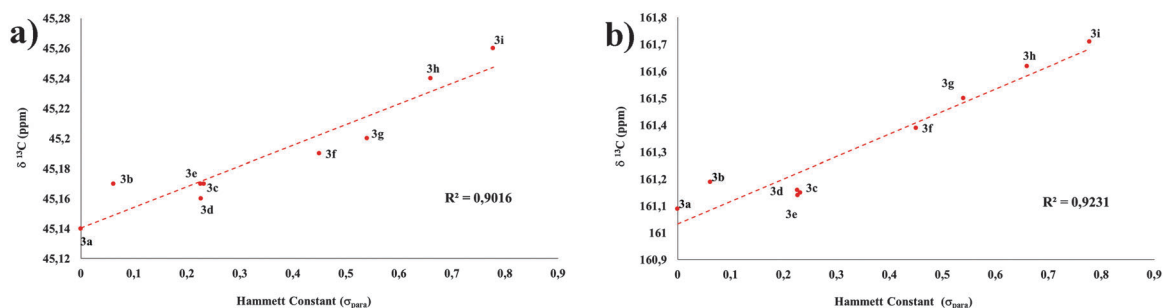 a)
45,28
45,26
45,24
45,22
45,2
45,18
45,16
45,14
45,12
δ ¹³C (ppm)
3i
3h
3g
3f
3e
3c
3d
3b
3a
R² = 0,9016
0 0,1 0,2 0,3 0,4 0,5 0,6 0,7 0,8 0,9
Hammett Constant (σpara)
b)
161,8
161,7
161,6
161,5
161,4
161,3
161,2
161,1
161
160,9
δ ¹³C (ppm)
3i
3h
3g
3f
3b
3d
3c
3e
3a
R² = 0,9231
0 0,1 0,2 0,3 0,4 0,5 0,6 0,7 0,8 0,9
Hammett Constant (σpara)